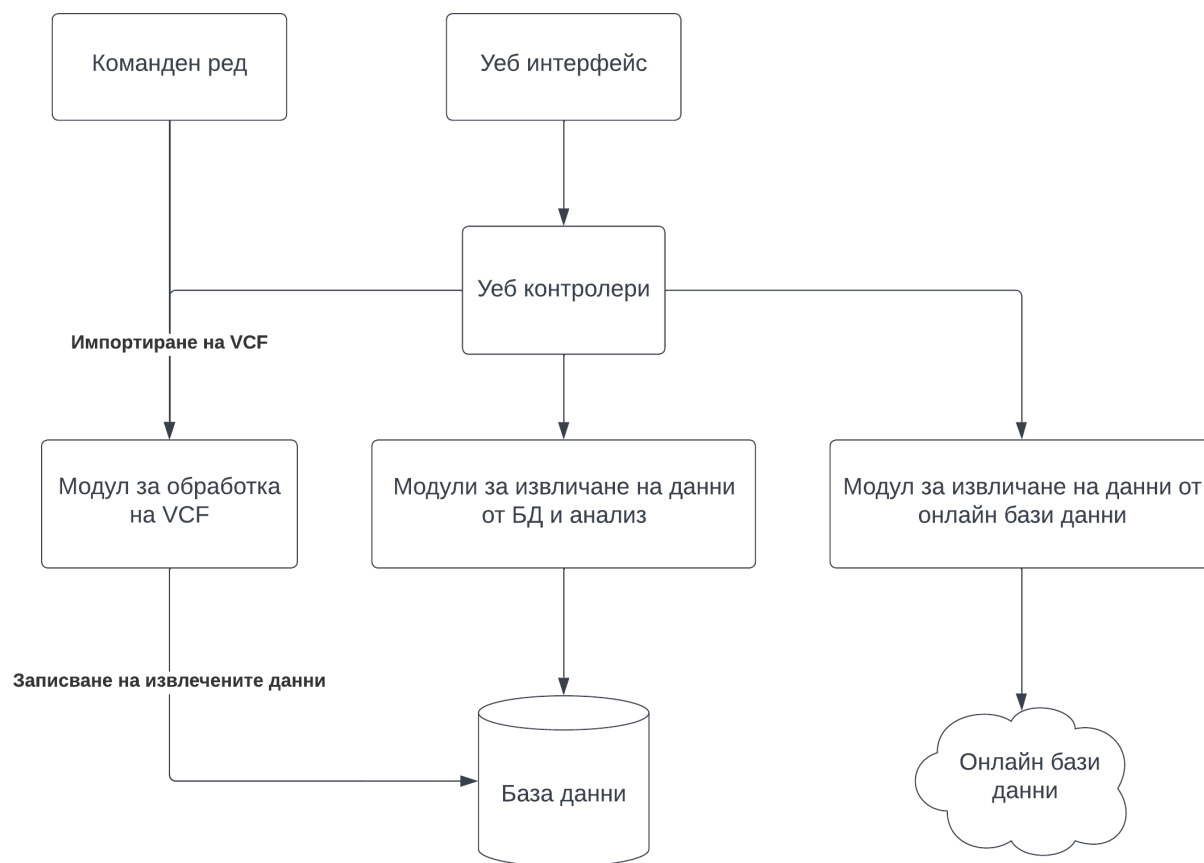 Команден ред
Уеб интерфейс
Уеб контролери
Импортиране на VCF
Модул за обработка
на VCF
Модули за извличане на данни
от БД и анализ
Модул за извличане на данни от
онлайн бази данни
Записване на извлечените данни
База данни
Онлайн бази
данни